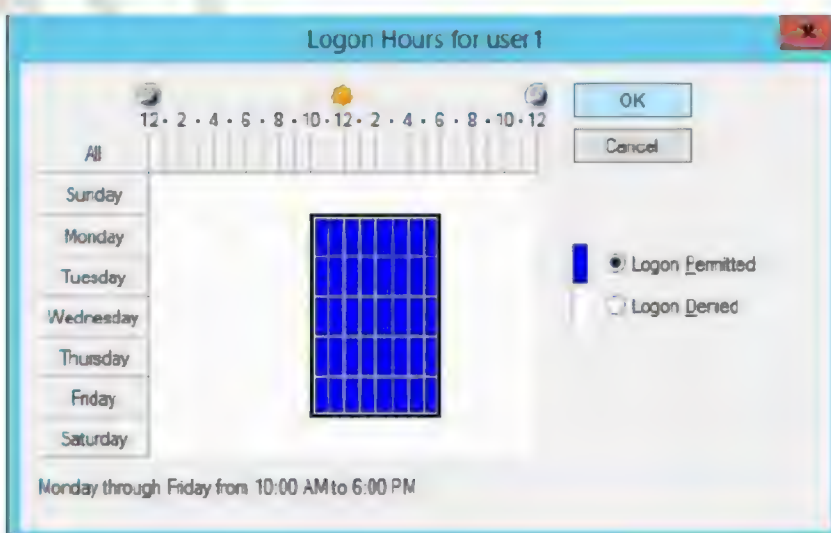 Logon Hours for user1
12 · 2 · 4 · 6 · 8 · 10 · 12 · 2 · 4 · 6 · 8 · 10 · 12
OK
Cancel
All
Sunday
Monday
Tuesday
Wednesday
Thursday
Friday
Saturday
Logon Permitted
Logon Denied
Monday through Friday from 10:00 AM to 6:00 PM